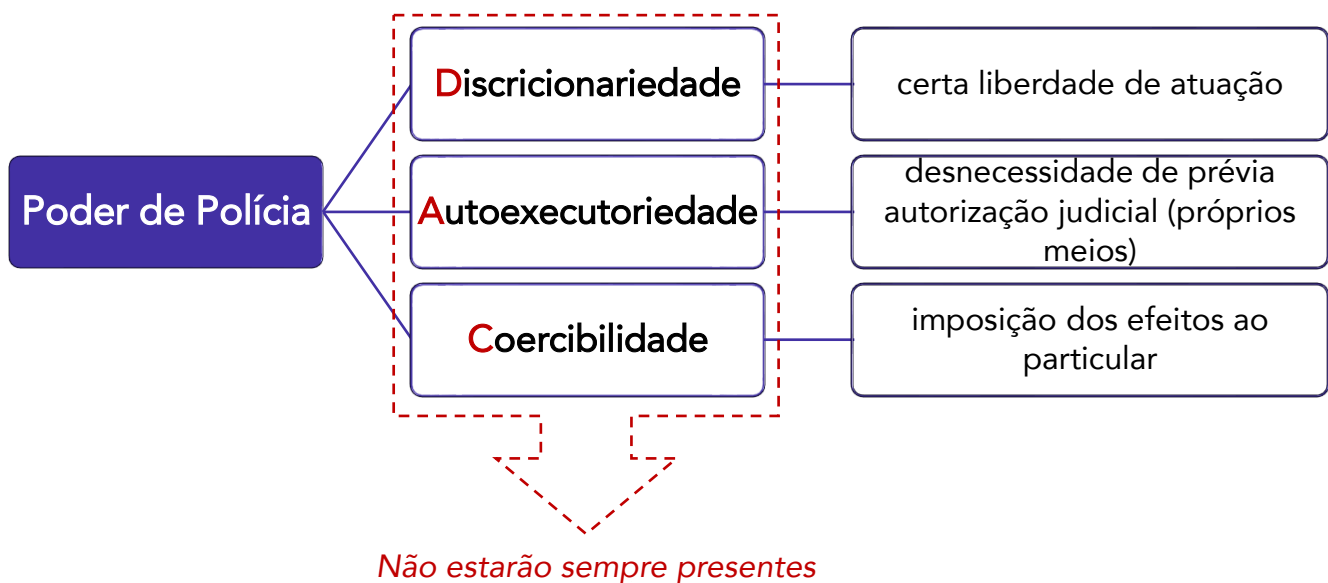 Poder de Polícia
Discricionariedade
certa liberdade de atuação
Autoexecutoriedade
desnecessidade de prévia
autorização judicial (próprios
meios)
Coercibilidade
imposição dos efeitos ao
particular
Não estarão sempre presentes